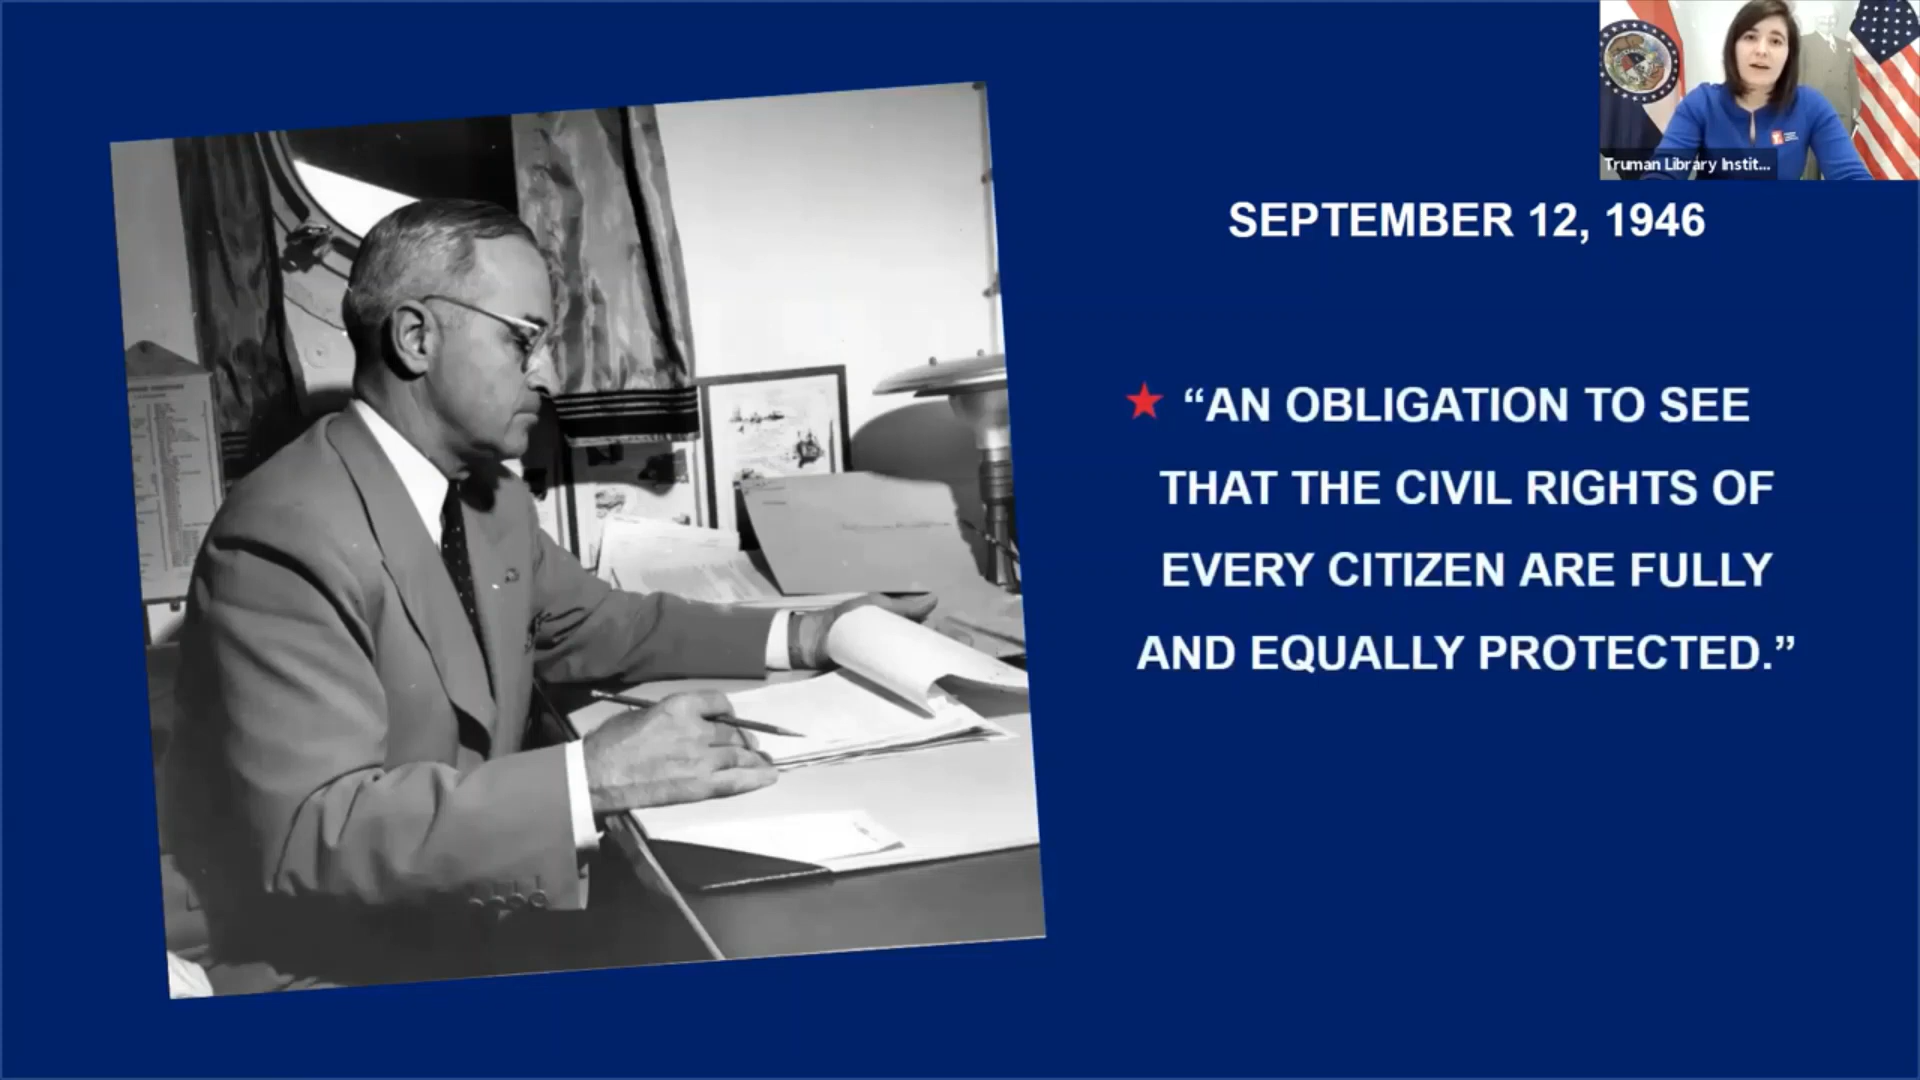 Truman Library Instit...
SEPTEMBER 12, 1946
“AN OBLIGATION TO SEE
THAT THE CIVIL RIGHTS OF
EVERY CITIZEN ARE FULLY
AND EQUALLY PROTECTED.”